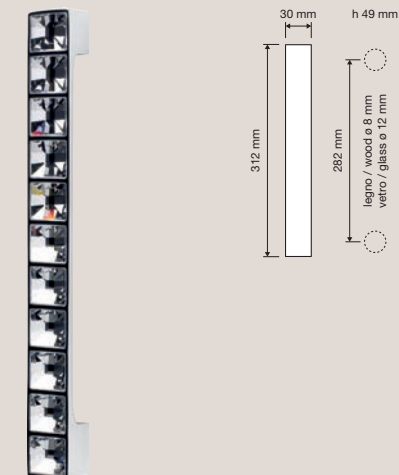 30 mm
h 49 mm
312 mm
282 mm
legno / wood ø 8 mm
vetro / glass ø 12 mm